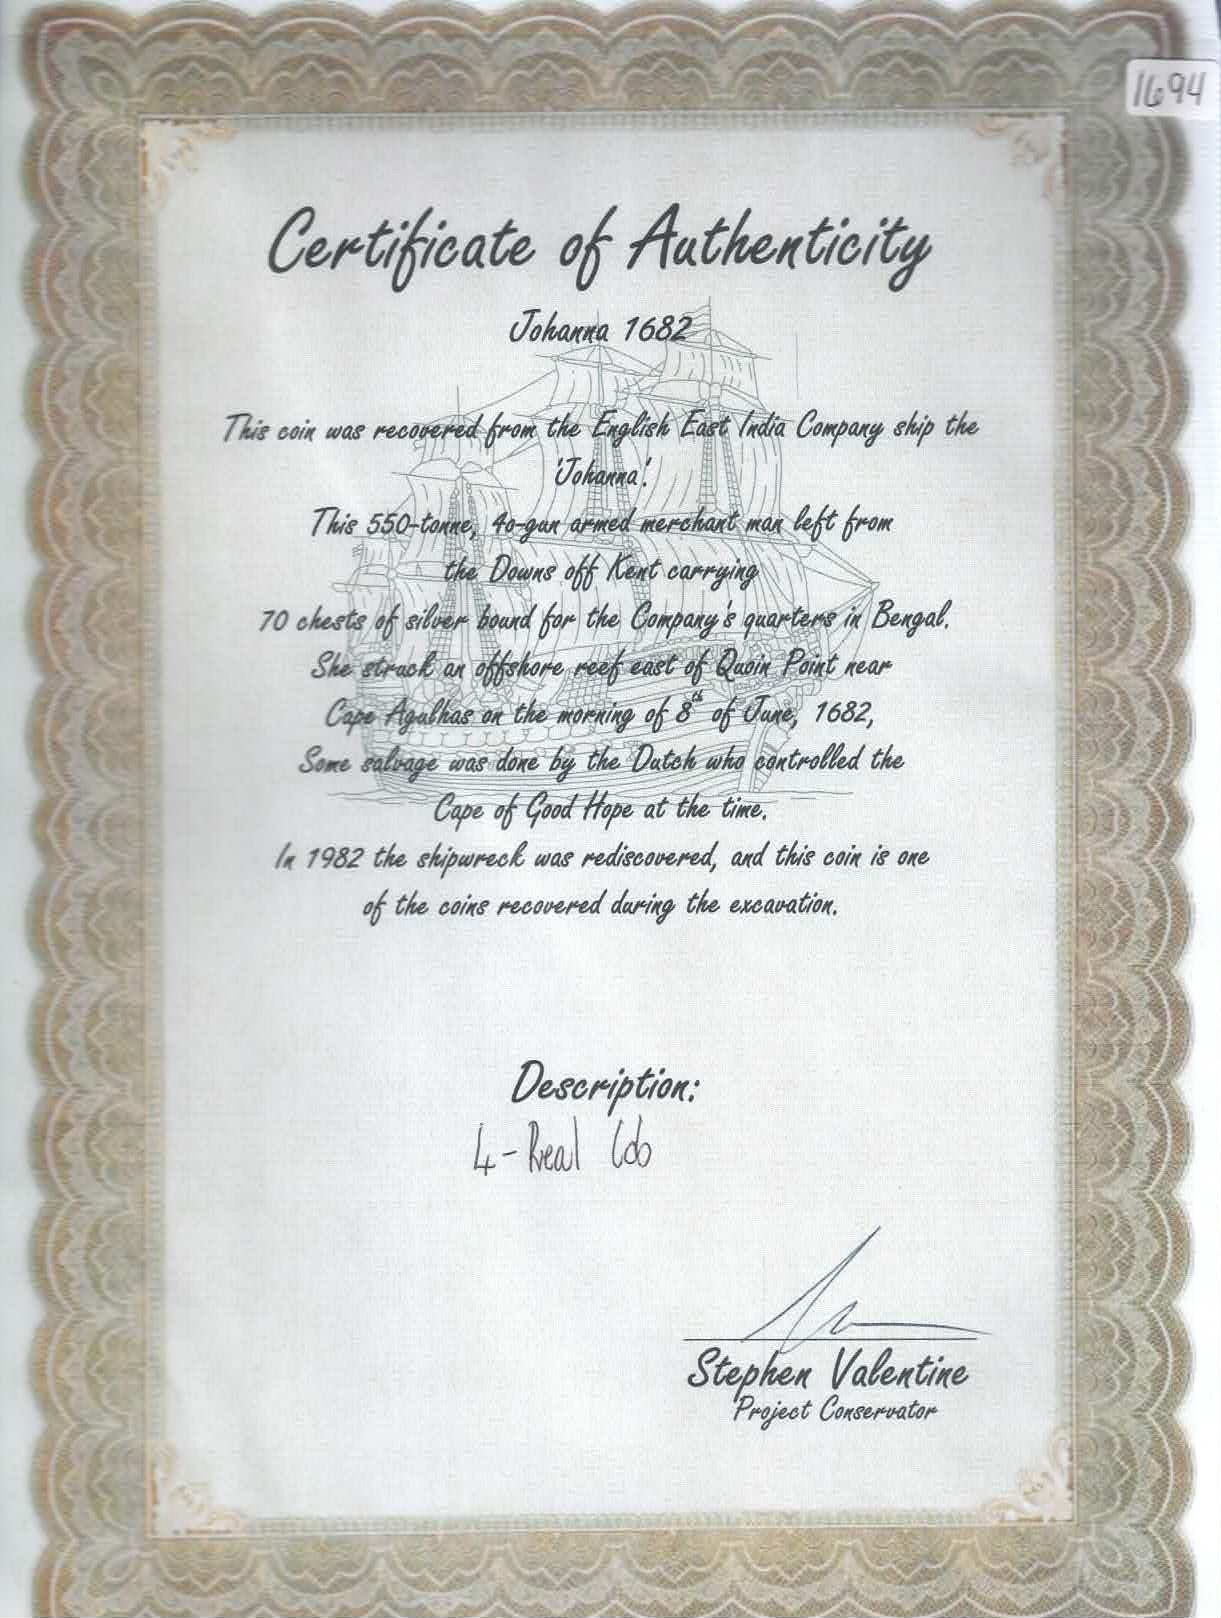 1694
Certificate of Authenticity
Johanna 1682
This coin was recovered from the English East India Company ship the
'Johanna'.
This 550-tonne, 40-gun armed merchant man left from
the Downs off Kent carrying
70 chests of silver bound for the Company's quarters in Bengal.
She struck an offshore reef east of Quoin Point near
Cape Agulhas on the morning of 8th of June, 1682,
Some salvage was done by the Dutch who controlled the
Cape of Good Hope at the time.
In 1982 the shipwreck was rediscovered, and this coin is one
of the coins recovered during the excavation.
Description:
4-Real Cob
Stephen Valentine
Project Conservator